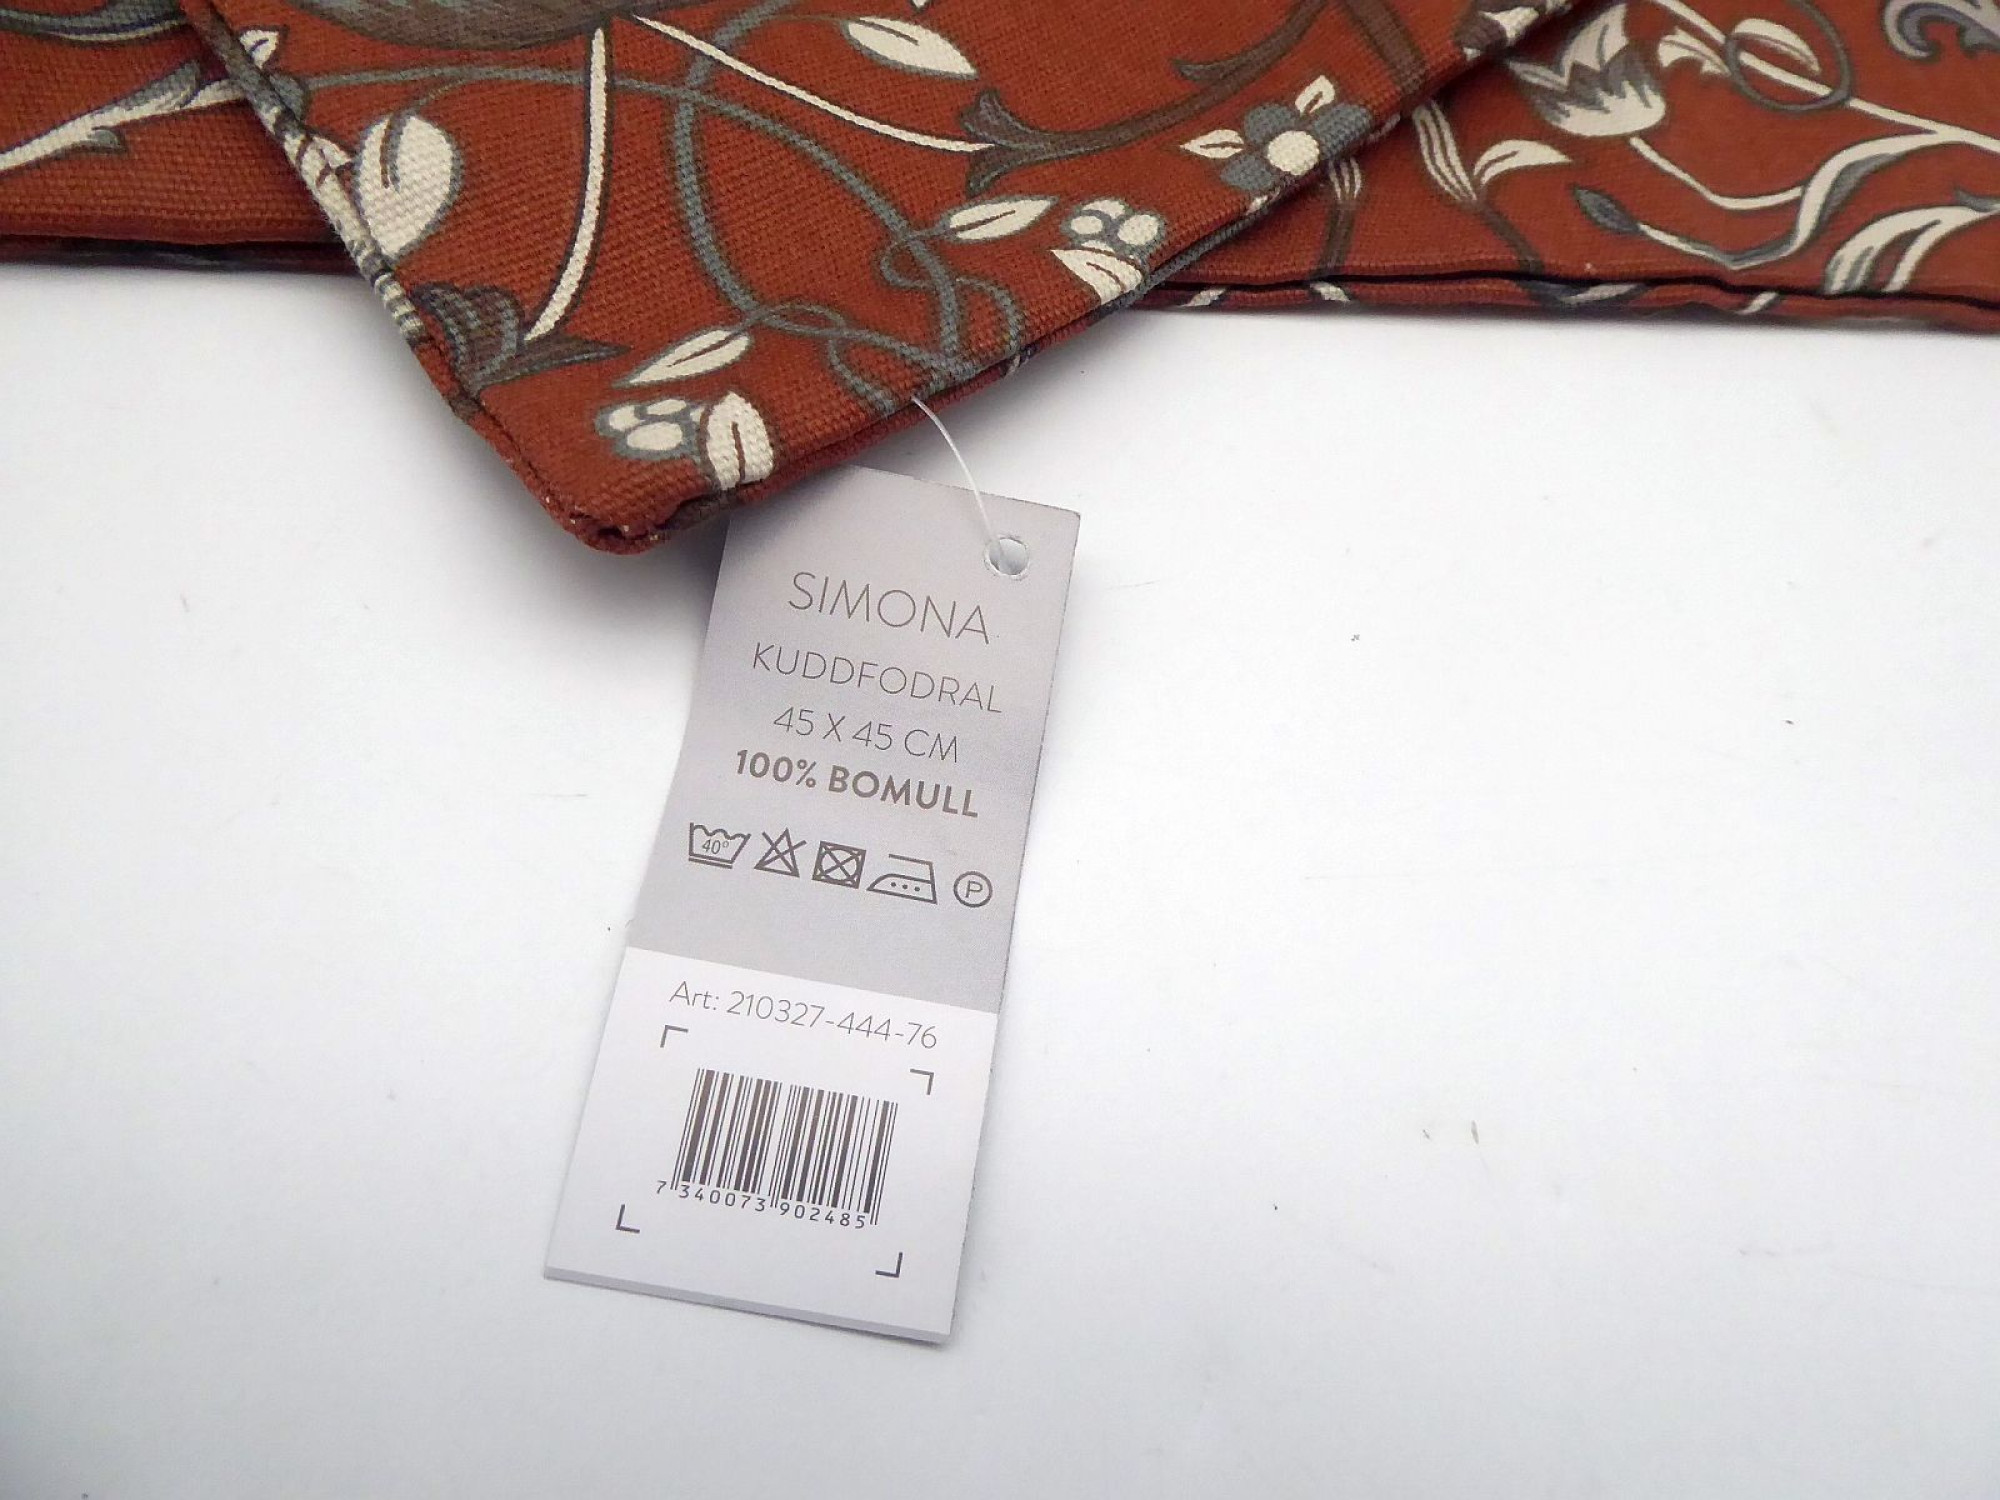 SIMONA
KUDDFODRAL
45 X 45 CM
100% BOMULL
40° P
Art: 210327-444-76
7 340073 902485